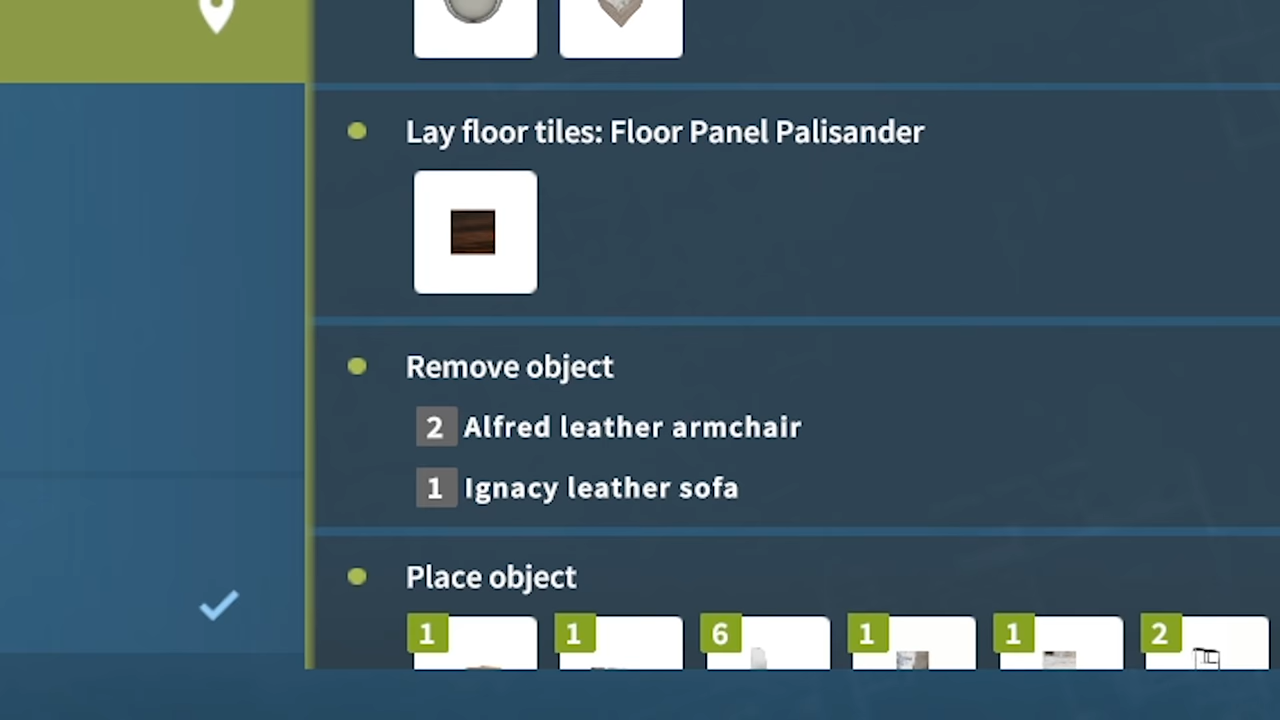 Lay floor tiles: Floor Panel Palisander
Remove object
2 Alfred leather armchair
1 Ignacy leather sofa
Place object
1 1 6 1 1 2